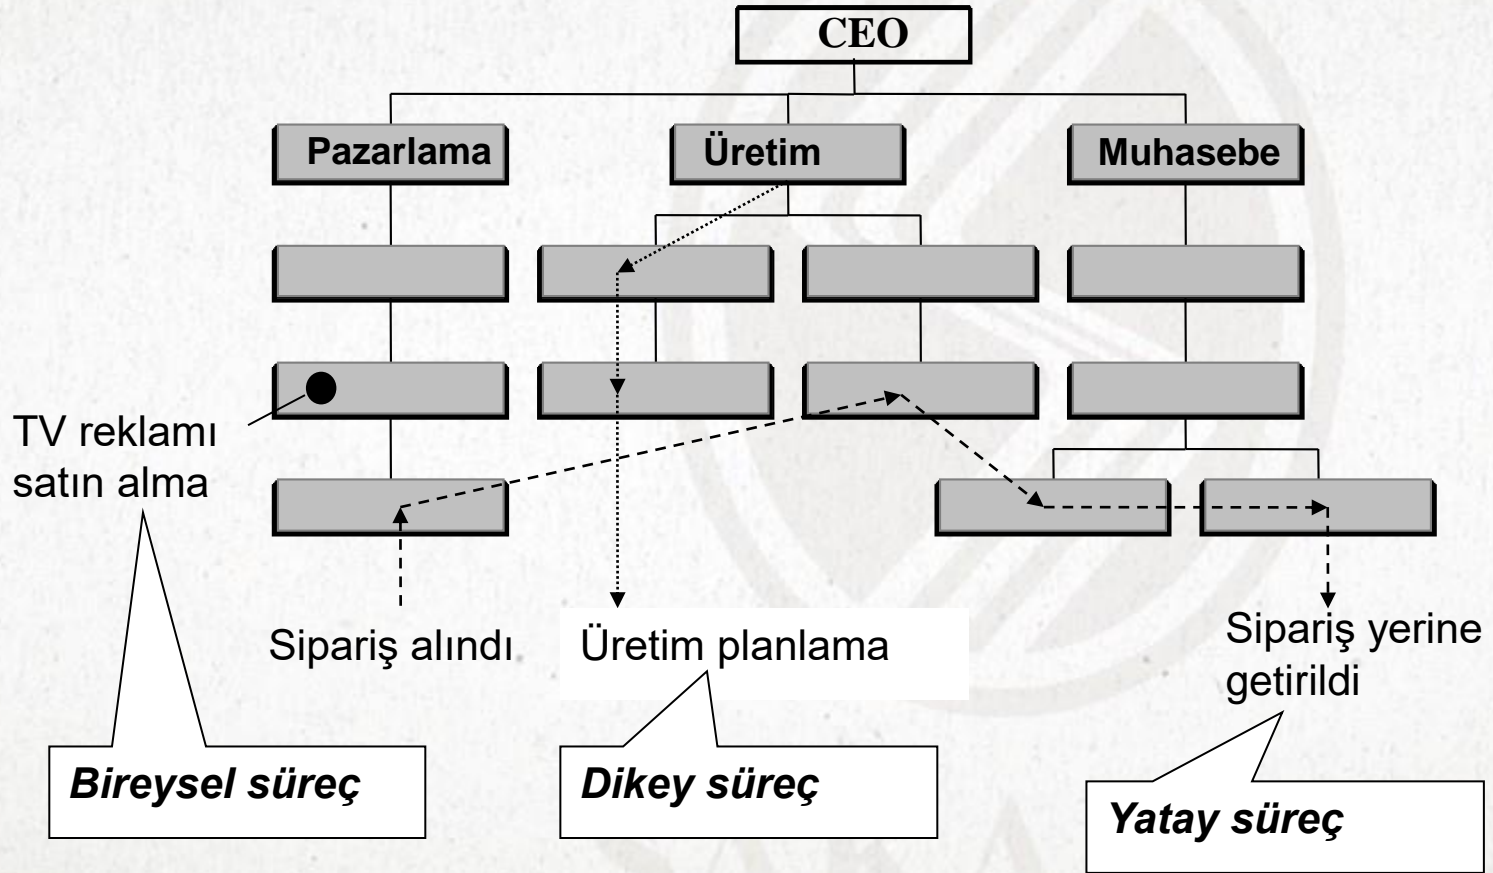 CEO
Pazarlama
Üretim
Muhasebe
TV reklamı
satın alma
Sipariş alındı
Üretim planlama
Sipariş yerine
getirildi
Bireysel süreç
Dikey süreç
Yatay süreç